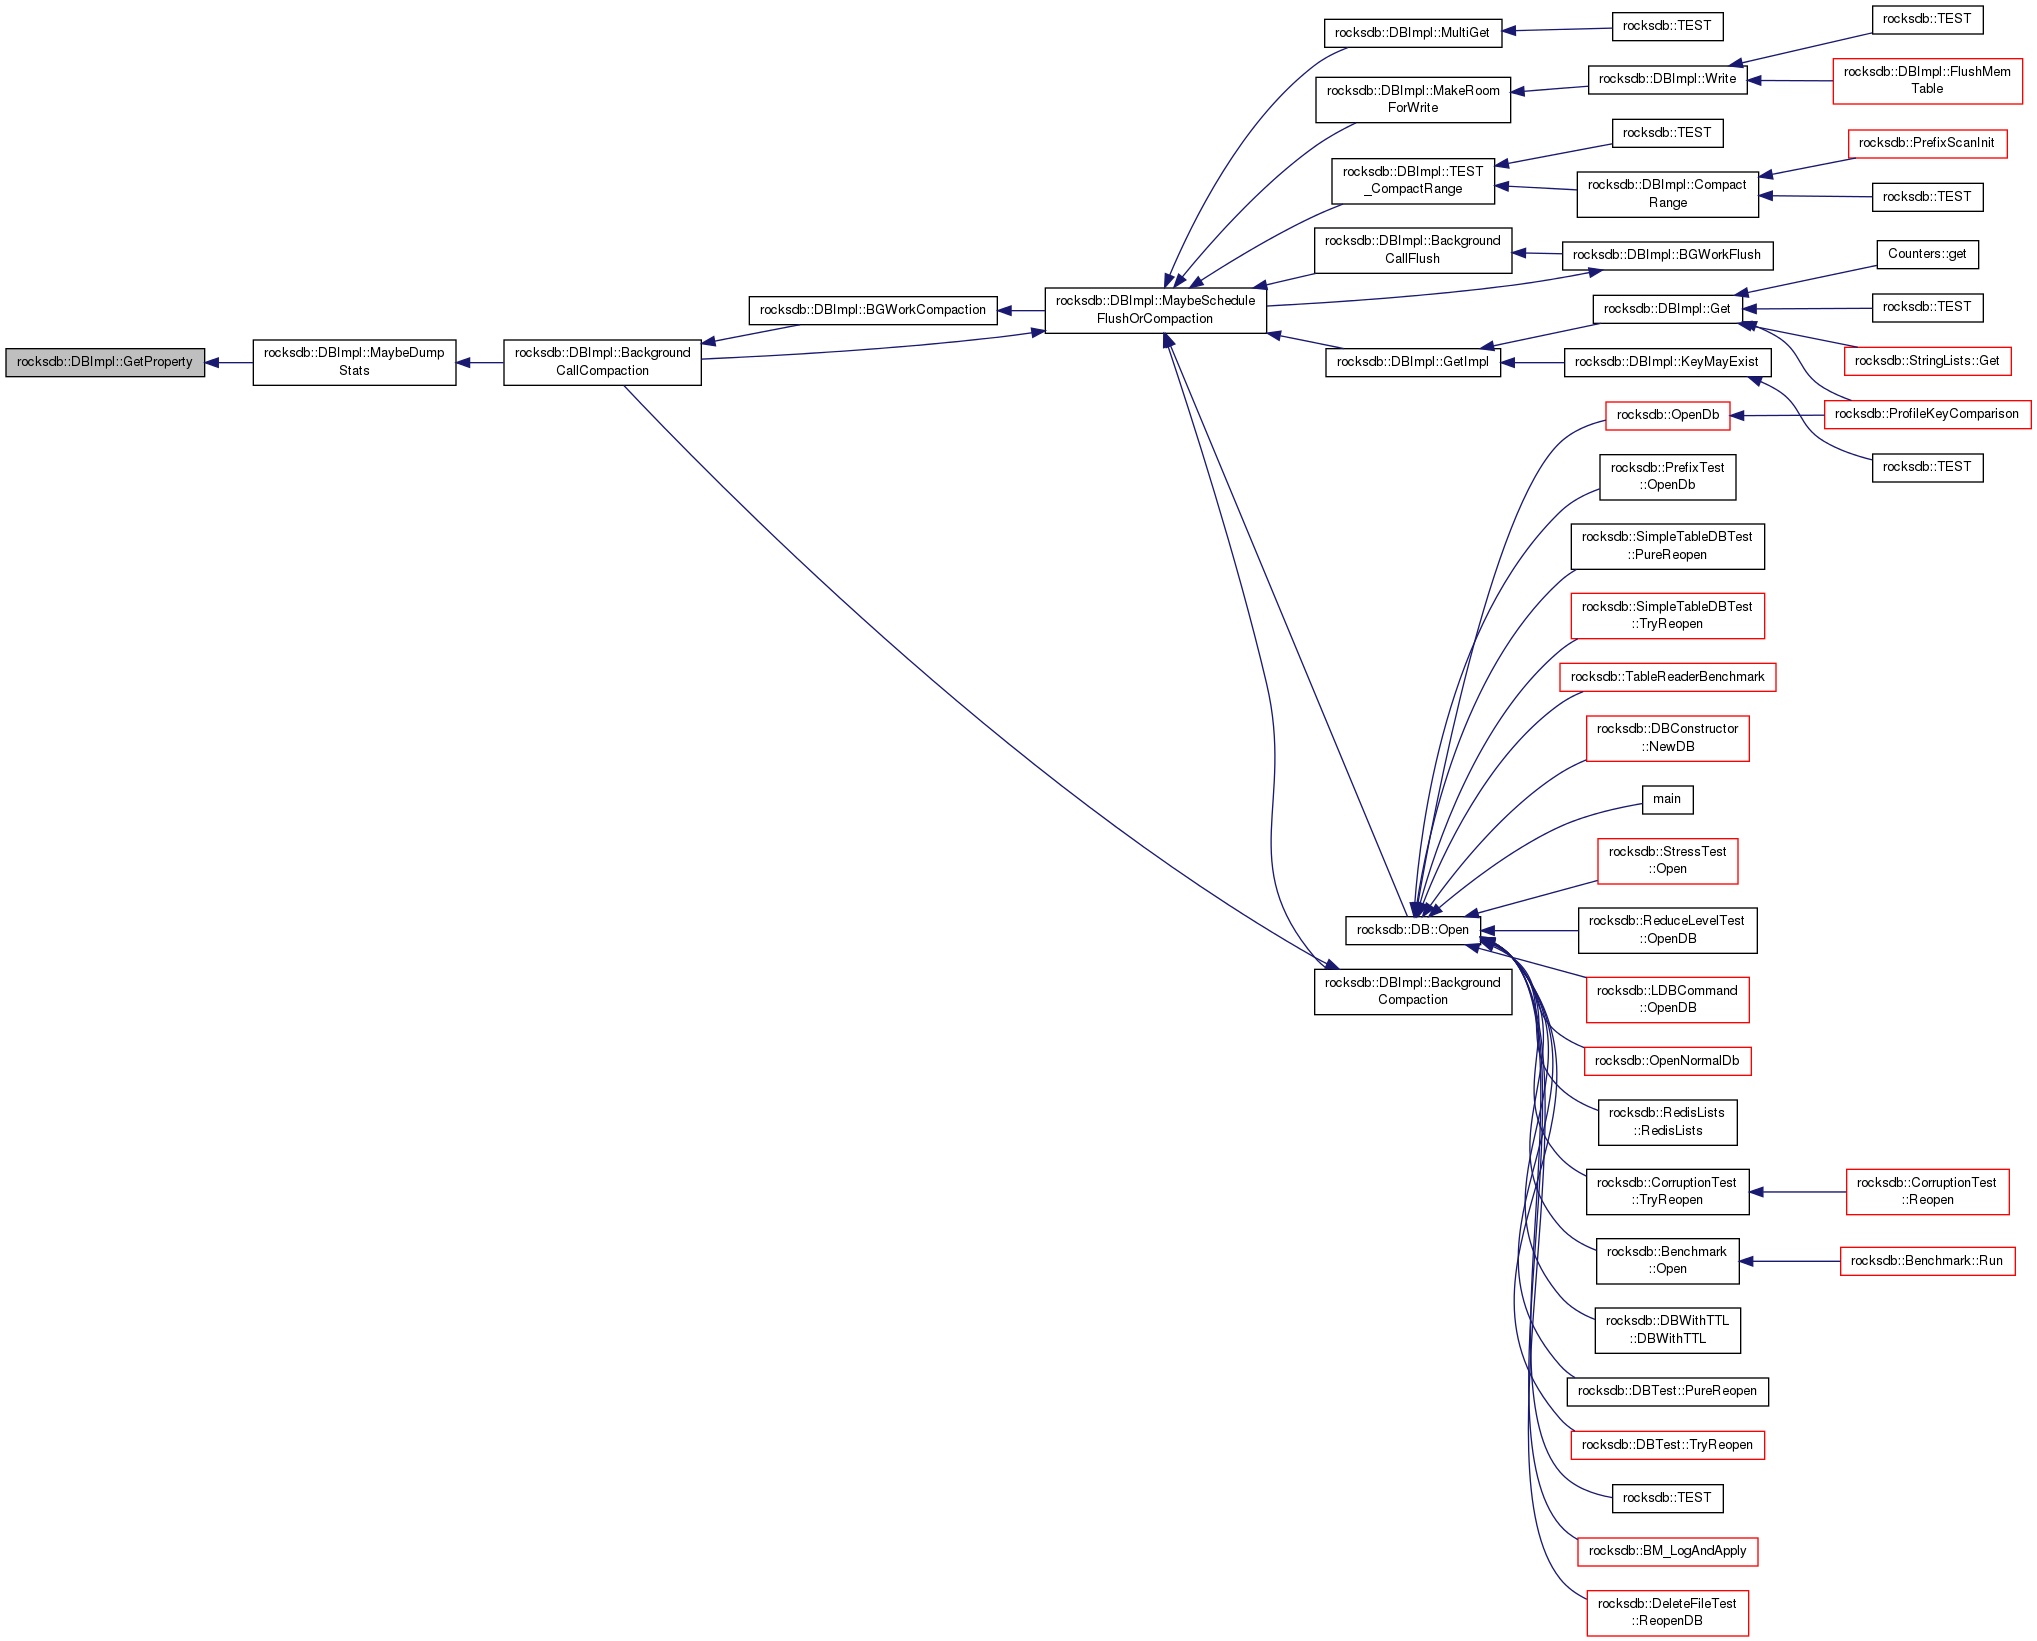 rocksdb::DBImpl::GetProperty
rocksdb::DBImpl::MaybeDump
Stats
rocksdb::DBImpl::Background
CallCompaction
rocksdb::DBImpl::BGWorkCompaction
rocksdb::DBImpl::MaybeSchedule
FlushOrCompaction
rocksdb::DBImpl::MultiGet
rocksdb::TEST
rocksdb::DBImpl::MakeRoom
ForWrite
rocksdb::DBImpl::Write
rocksdb::TEST
rocksdb::DBImpl::FlushMem
Table
rocksdb::DBImpl::TEST
_CompactRange
rocksdb::TEST
rocksdb::DBImpl::Compact
Range
rocksdb::PrefixScanInit
rocksdb::TEST
rocksdb::DBImpl::Background
CallFlush
rocksdb::DBImpl::BGWorkFlush
rocksdb::DBImpl::GetImpl
rocksdb::DBImpl::Get
Counters::get
rocksdb::TEST
rocksdb::StringLists::Get
rocksdb::ProfileKeyComparison
rocksdb::DBImpl::KeyMayExist
rocksdb::TEST
rocksdb::DB::Open
rocksdb::OpenDb
rocksdb::PrefixTest
::OpenDb
rocksdb::SimpleTableDBTest
::PureReopen
rocksdb::SimpleTableDBTest
::TryReopen
rocksdb::TableReaderBenchmark
rocksdb::DBConstructor
::NewDB
main
rocksdb::StressTest
::Open
rocksdb::ReduceLevelTest
::OpenDB
rocksdb::LDBCommand
::OpenDB
rocksdb::OpenNormalDb
rocksdb::RedisLists
::RedisLists
rocksdb::CorruptionTest
::TryReopen
rocksdb::CorruptionTest
::Reopen
rocksdb::Benchmark
::Open
rocksdb::Benchmark::Run
rocksdb::DBWithTTL
::DBWithTTL
rocksdb::DBTest::PureReopen
rocksdb::DBTest::TryReopen
rocksdb::TEST
rocksdb::BM_LogAndApply
rocksdb::DeleteFileTest
::ReopenDB
rocksdb::DBImpl::Background
Compaction